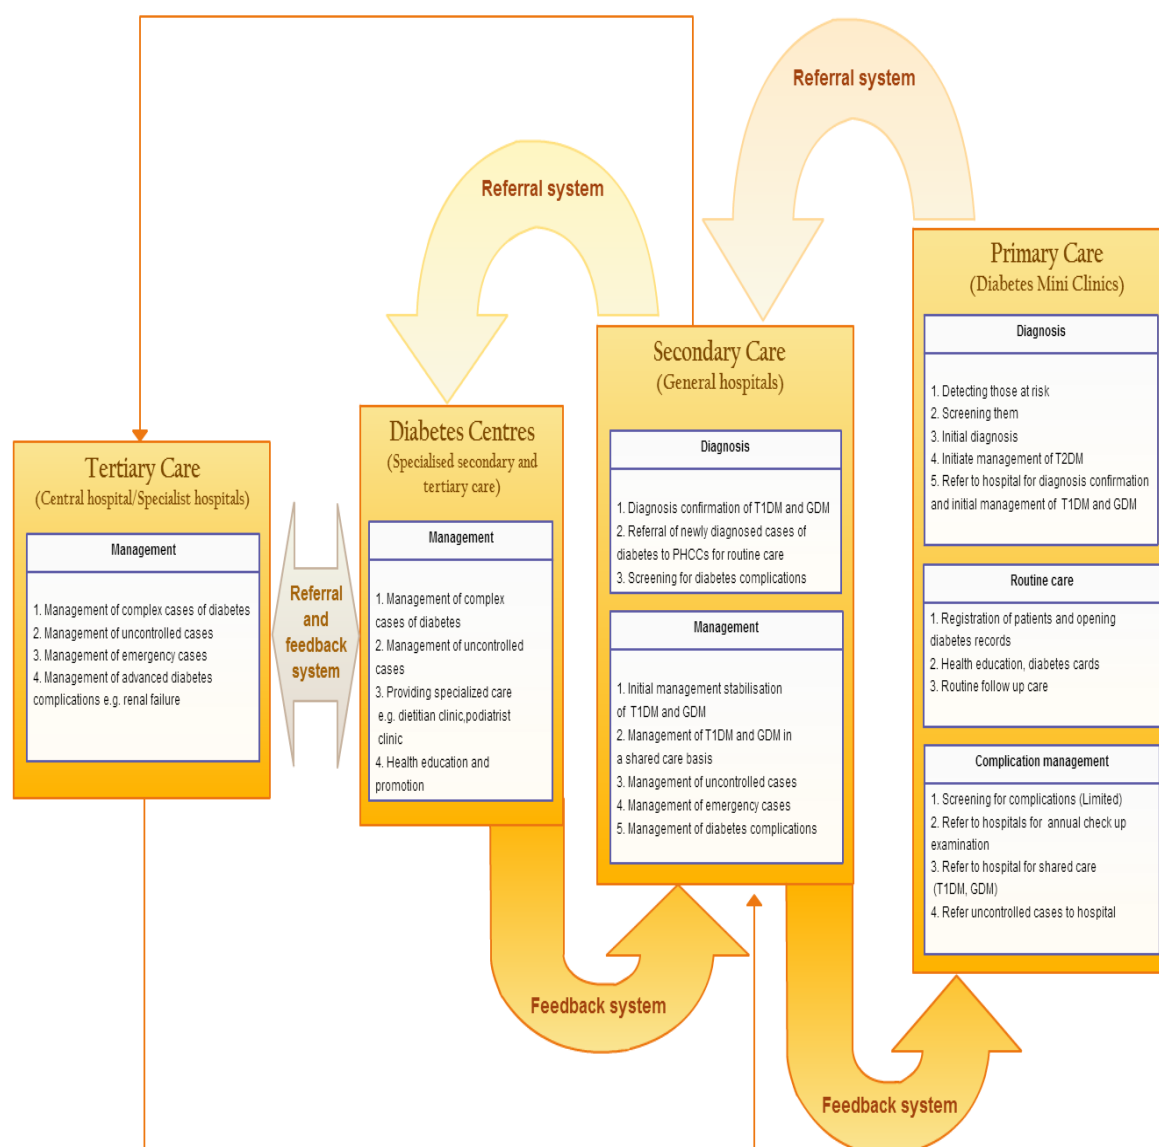 Referral system
Referral system
Primary Care
(Diabetes Mini Clinics)
Diagnosis
1. Detecting those at risk
2. Screening them
3. Initial diagnosis
4. Initiate management of T2DM
5. Refer to hospital for diagnosis confirmation
and initial management of T1DM and GDM
Routine care
1. Registration of patients and opening
diabetes records
2. Health education, diabetes cards
3. Routine follow up care
Complication management
1. Screening for complications (Limited)
2. Refer to hospitals for annual check up
examination
3. Refer to hospital for shared care
(T1DM, GDM)
4. Refer uncontrolled cases to hospital
Secondary Care
(General hospitals)
Diagnosis
1. Diagnosis confirmation of T1DM and GDM
2. Referral of newly diagnosed cases of
diabetes to PHCCs for routine care
3. Screening for diabetes complications
Management
1. Initial management stabilisation
of T1DM and GDM
2. Management of T1DM and GDM in
a shared care basis
3. Management of uncontrolled cases
4. Management of emergency cases
5. Management of diabetes complications
Diabetes Centres
(Specialised secondary and
tertiary care)
Management
1. Management of complex
cases of diabetes
2. Management of uncontrolled
cases
3. Providing specialized care
e.g. dietitian clinic,podiatrist
clinic
4. Health education and
promotion
Tertiary Care
(Central hospital/Specialist hospitals)
Management
1. Management of complex cases of diabetes
2. Management of uncontrolled cases
3. Management of emergency cases
4. Management of advanced diabetes
complications e.g. renal failure
Referral
and
feedback
system
Feedback system
Feedback system